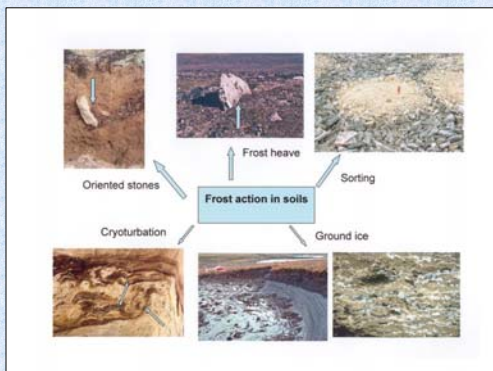 Frost heave
Oriented stones
Sorting
Frost action in soils
Cryoturbation
Ground ice